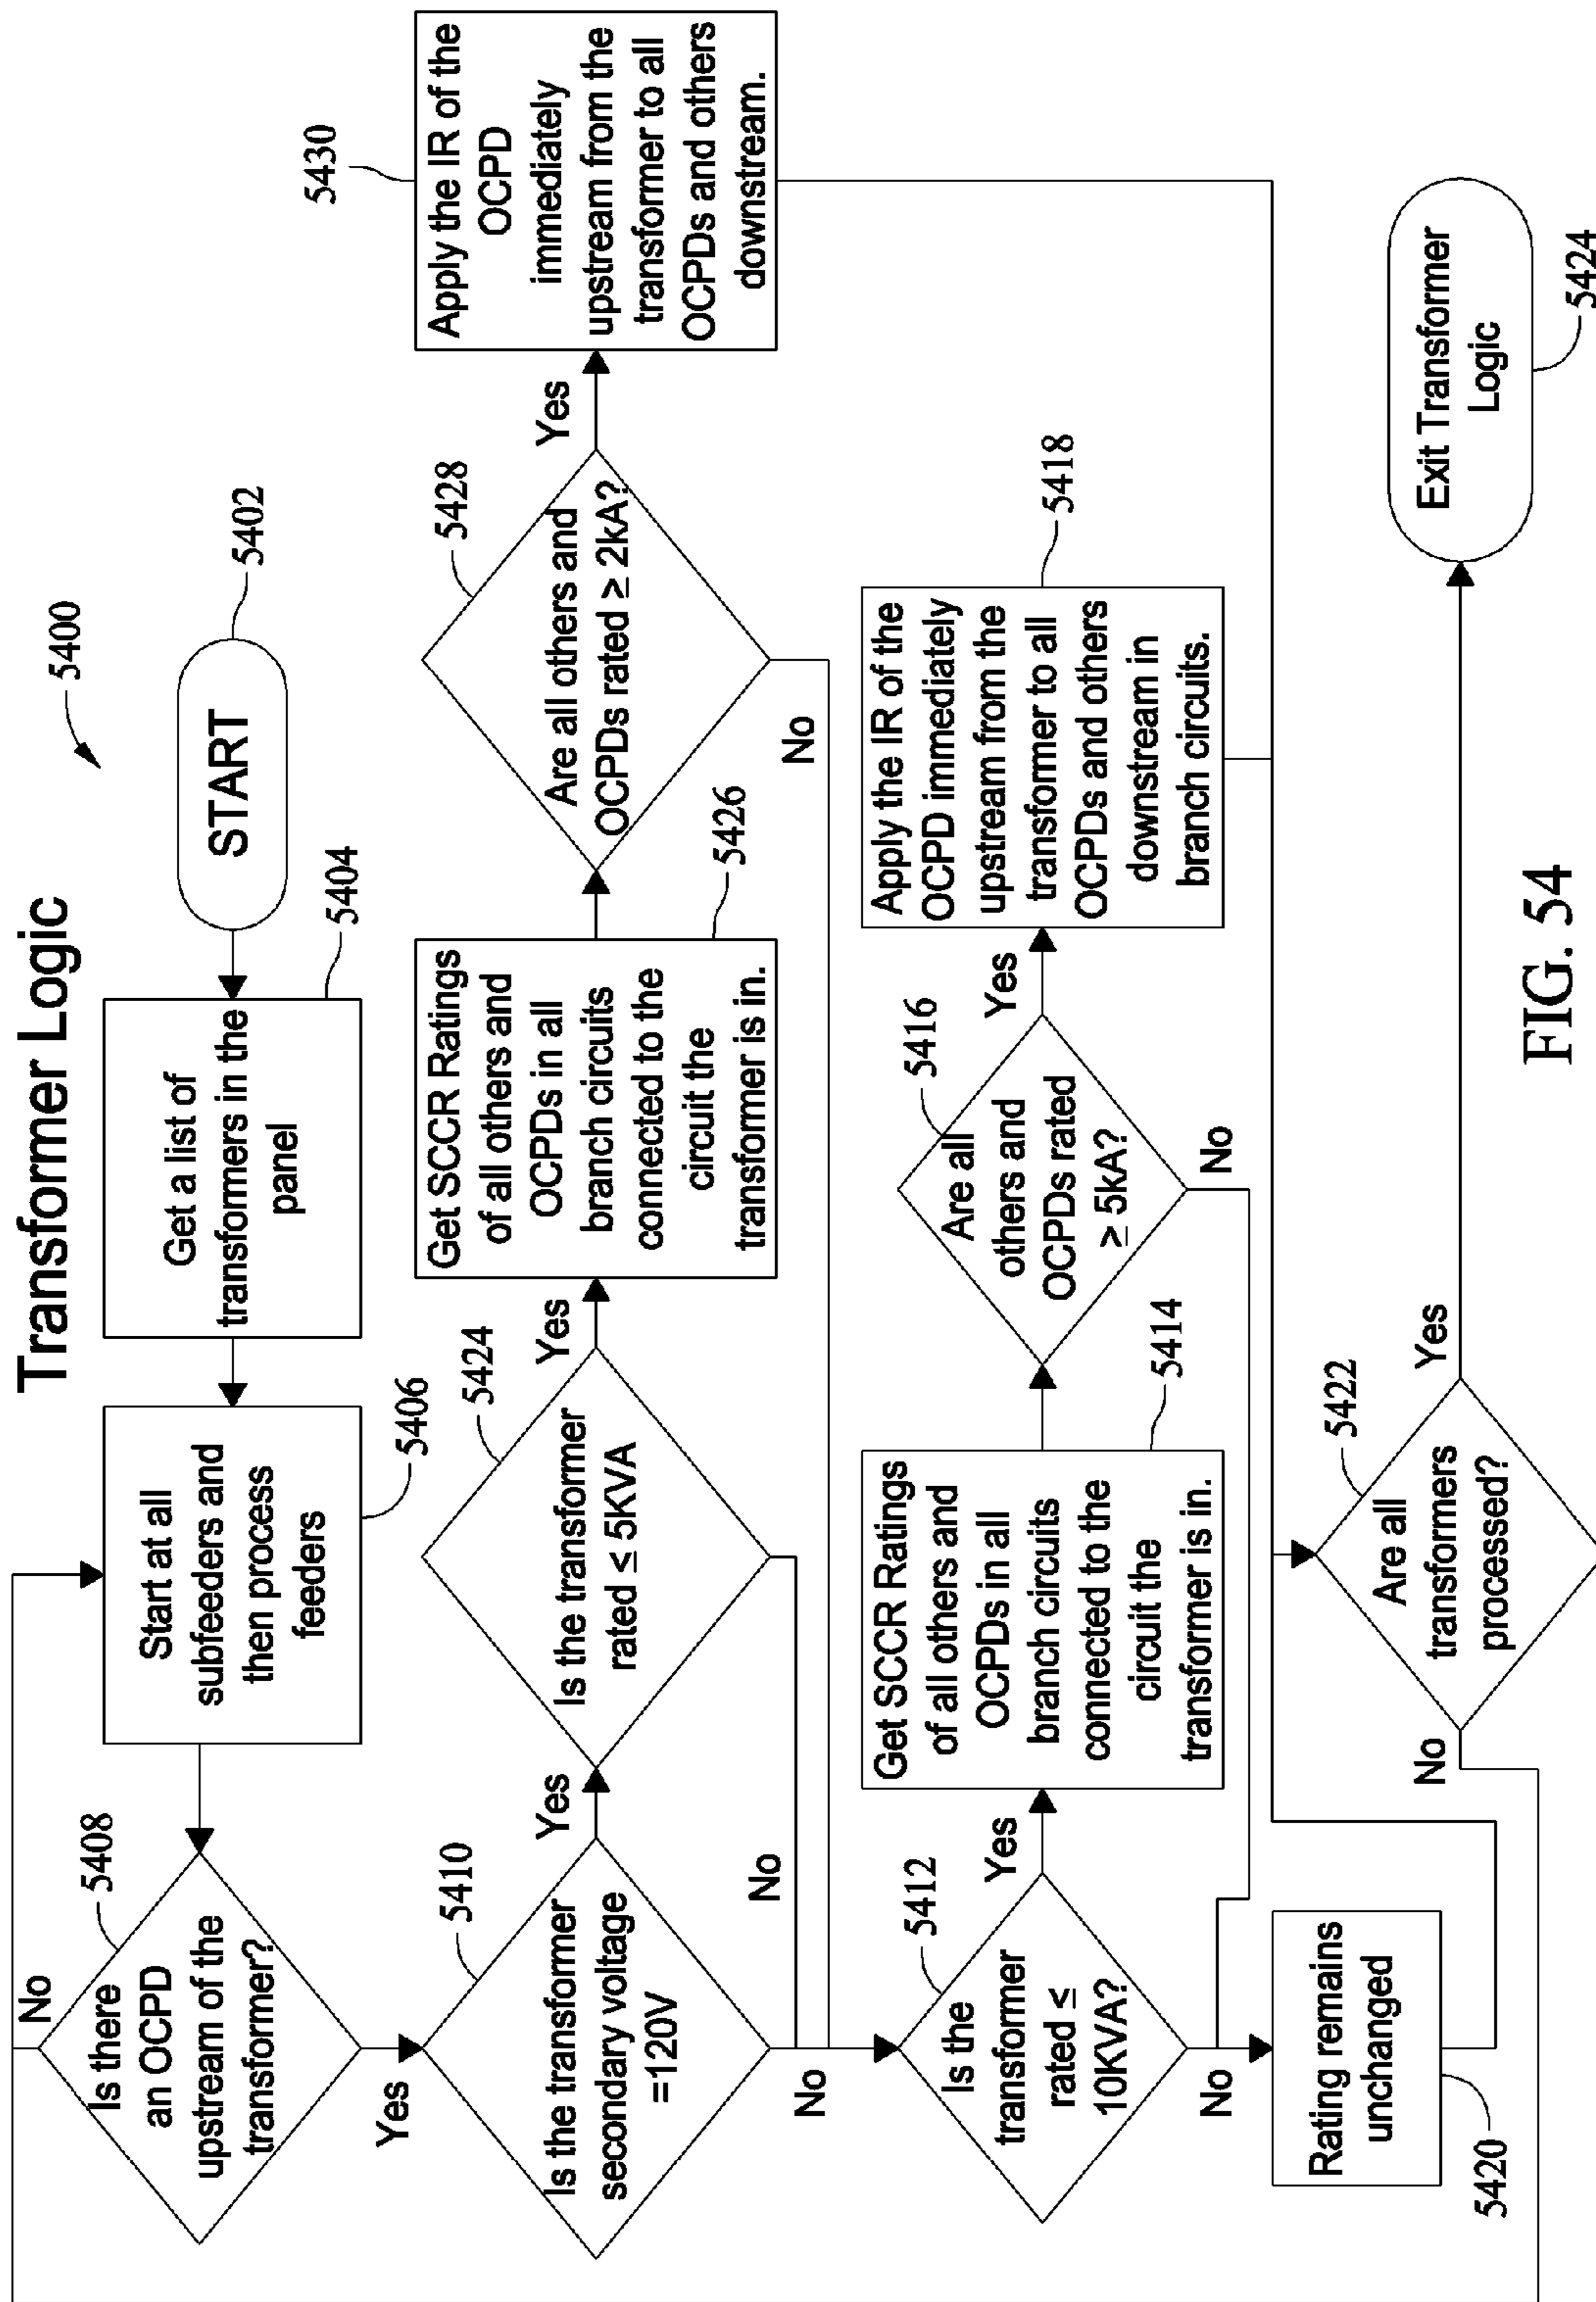 Transformer Logic
5400
START
5402
Get a list of
transformers in the
panel
5404
Start at all
subfeeders and
then process
feeders
5406
Is there
an OCPD
upstream of the
transformer?
5408
No
Yes
Is the transformer
secondary voltage
=120V
5410
Yes
No
Is the transformer
rated ≤ 5KVA
5424
Yes
No
Get SCCR Ratings
of all others and
OCPDs in all
branch circuits
connected to the
circuit the
transformer is in.
5426
Are all others and
OCPDs rated ≥ 2kA?
5428
Yes
No
Apply the IR of the
OCPD
immediately
upstream from the
transformer to all
OCPDs and others
downstream.
5430
Is the
transformer
rated ≤
10KVA?
5412
Yes
No
Get SCCR Ratings
of all others and
OCPDs in all
branch circuits
connected to the
circuit the
transformer is in.
5414
Are all
others and
OCPDs rated
≥ 5kA?
5416
Yes
No
Apply the IR of the
OCPD immediately
upstream from the
transformer to all
OCPDs and others
downstream in
branch circuits.
5418
Rating remains
unchanged
5420
Are all
transformers
processed?
5422
No
Yes
Exit Transformer
Logic
5424
FIG. 54